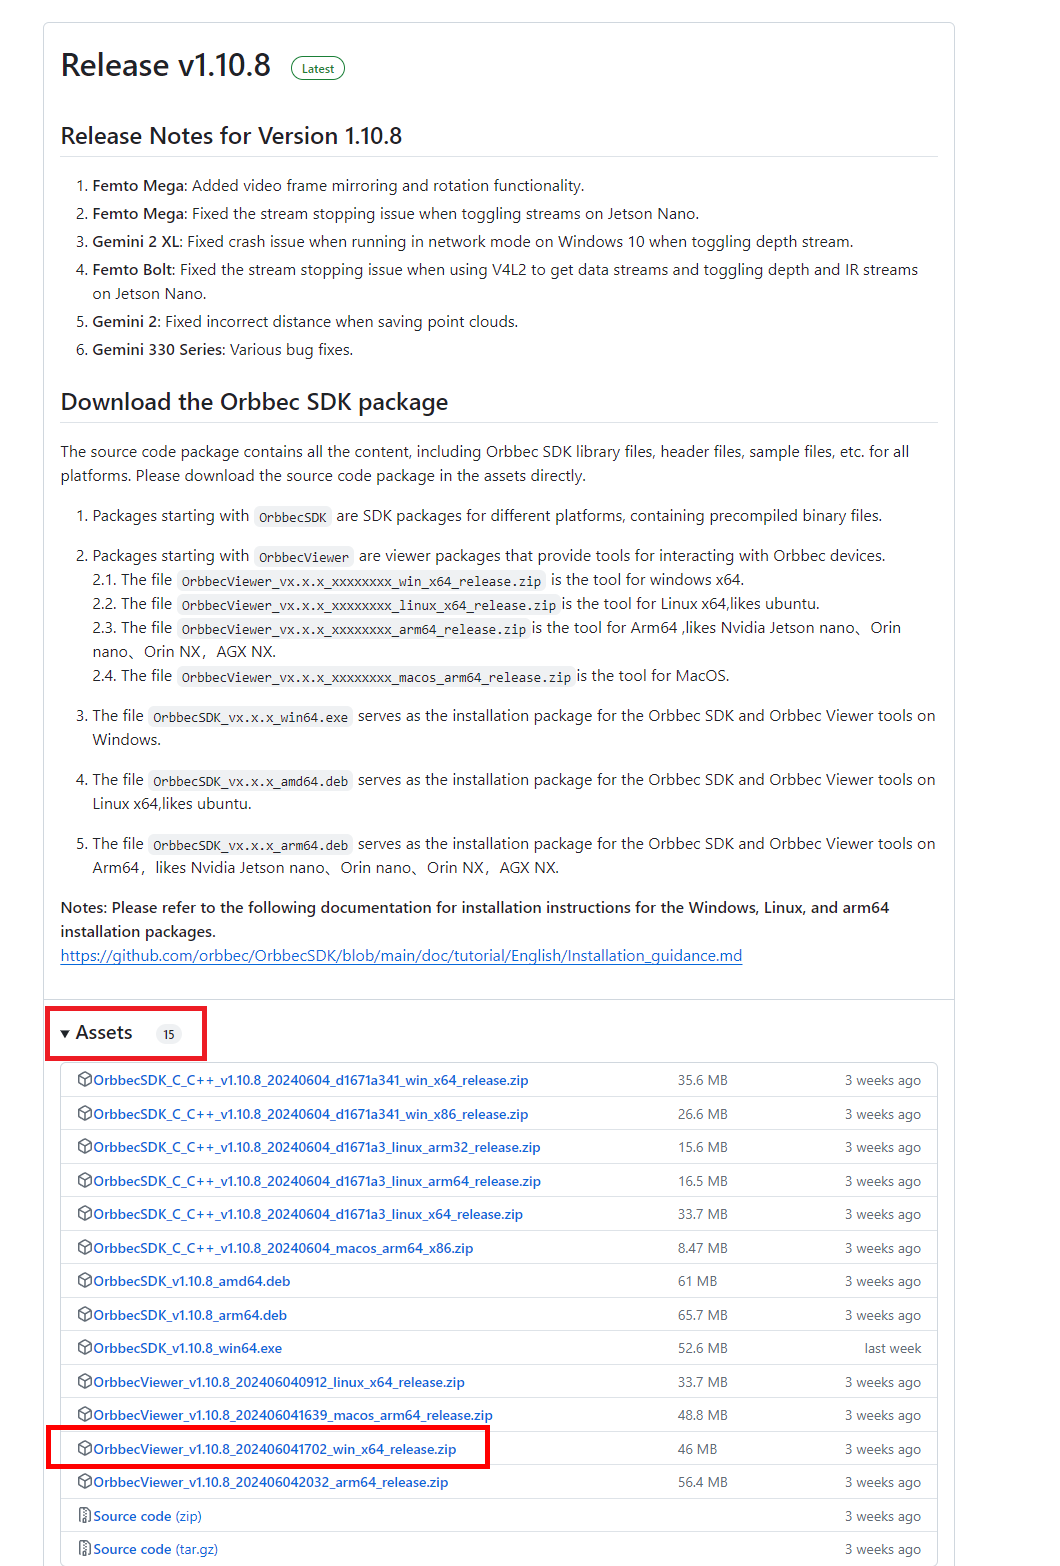 Release v1.10.8 Latest
Release Notes for Version 1.10.8
1. Femto Mega: Added video frame mirroring and rotation functionality.
2. Femto Mega: Fixed the stream stopping issue when toggling streams on Jetson Nano.
3. Gemini 2 XL: Fixed crash issue when running in network mode on Windows 10 when toggling depth stream.
4. Femto Bolt: Fixed the stream stopping issue when using V4L2 to get data streams and toggling depth and IR streams
on Jetson Nano.
5. Gemini 2: Fixed incorrect distance when saving point clouds.
6. Gemini 330 Series: Various bug fixes.
Download the Orbbec SDK package
The source code package contains all the content, including Orbbec SDK library files, header files, sample files, etc. for all
platforms. Please download the source code package in the assets directly.
1. Packages starting with OrbbecSDK are SDK packages for different platforms, containing precompiled binary files.
2. Packages starting with OrbbecViewer are viewer packages that provide tools for interacting with Orbbec devices.
2.1. The file OrbbecViewer_vx.x.x_xxxxxxxx_win_x64_release.zip is the tool for windows x64.
2.2. The file OrbbecViewer_vx.x.x_xxxxxxxx_linux_x64_release.zip is the tool for Linux x64,likes ubuntu.
2.3. The file OrbbecViewer_vx.x.x_xxxxxxxx_arm64_release.zip is the tool for Arm64 ,likes Nvidia Jetson nano、Orin
nano、Orin NX，AGX NX.
2.4. The file OrbbecViewer_vx.x.x_xxxxxxxx_macos_arm64_release.zip is the tool for MacOS.
3. The file OrbbecSDK_vx.x.x_win64.exe serves as the installation package for the Orbbec SDK and Orbbec Viewer tools on
Windows.
4. The file OrbbecSDK_vx.x.x_amd64.deb serves as the installation package for the Orbbec SDK and Orbbec Viewer tools on
Linux x64,likes ubuntu.
5. The file OrbbecSDK_vx.x.x_arm64.deb serves as the installation package for the Orbbec SDK and Orbbec Viewer tools on
Arm64，likes Nvidia Jetson nano、Orin nano、Orin NX，AGX NX.
Notes: Please refer to the following documentation for installation instructions for the Windows, Linux, and arm64
installation packages.
https://github.com/orbbec/OrbbecSDK/blob/main/doc/tutorial/English/Installation_guidance.md
Assets 15
OrbbecSDK_C_C++_v1.10.8_20240604_d1671a341_win_x64_release.zip 35.6 MB 3 weeks ago
OrbbecSDK_C_C++_v1.10.8_20240604_d1671a341_win_x86_release.zip 26.6 MB 3 weeks ago
OrbbecSDK_C_C++_v1.10.8_20240604_d1671a3_linux_arm32_release.zip 15.6 MB 3 weeks ago
OrbbecSDK_C_C++_v1.10.8_20240604_d1671a3_linux_arm64_release.zip 16.5 MB 3 weeks ago
OrbbecSDK_C_C++_v1.10.8_20240604_d1671a3_linux_x64_release.zip 33.7 MB 3 weeks ago
OrbbecSDK_C_C++_v1.10.8_20240604_macos_arm64_x86.zip 8.47 MB 3 weeks ago
OrbbecSDK_v1.10.8_amd64.deb 61 MB 3 weeks ago
OrbbecSDK_v1.10.8_arm64.deb 65.7 MB 3 weeks ago
OrbbecSDK_v1.10.8_win64.exe 52.6 MB last week
OrbbecViewer_v1.10.8_202406040912_linux_x64_release.zip 33.7 MB 3 weeks ago
OrbbecViewer_v1.10.8_202406041639_macos_arm64_release.zip 48.8 MB 3 weeks ago
OrbbecViewer_v1.10.8_202406041702_win_x64_release.zip 46 MB 3 weeks ago
OrbbecViewer_v1.10.8_202406042032_arm64_release.zip 56.4 MB 3 weeks ago
Source code (zip) 3 weeks ago
Source code (tar.gz) 3 weeks ago